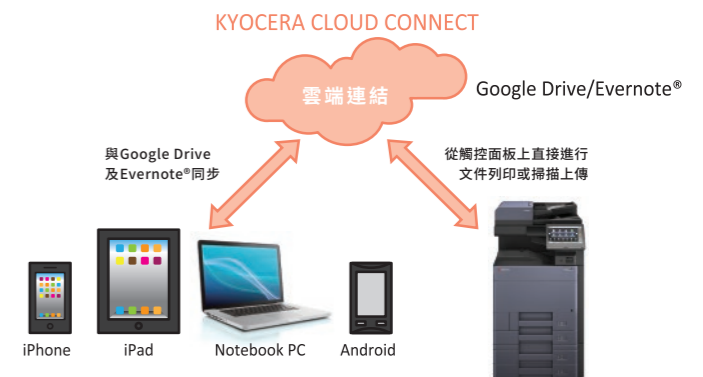 KYOCERA CLOUD CONNECT
雲端連結
Google Drive/Evernote®
與Google Drive
及Evernote®同步
從觸控面板上直接進行
文件列印或掃描上傳
iPhone
iPad
Notebook PC
Android